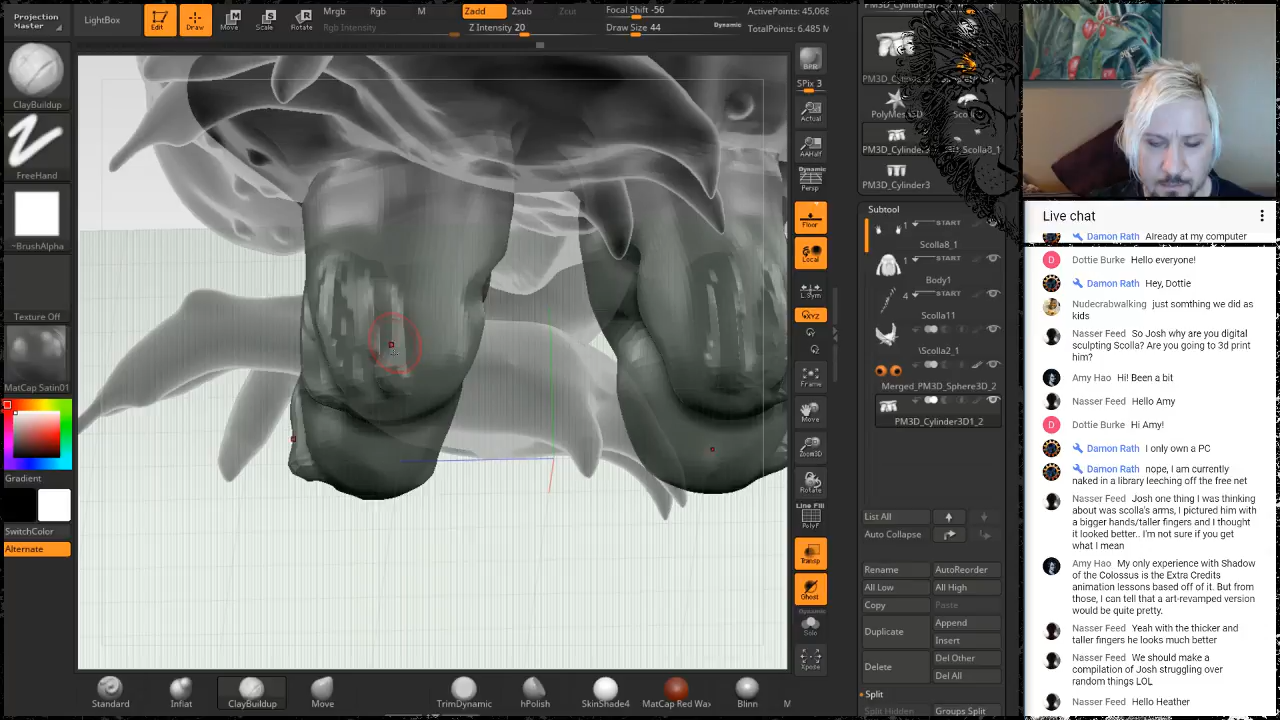 Projection
Master
LightBox
Edit
Draw
Move
Scale
Rotate
Mrgb
Rgb
M
Rgb Intensity
Zadd
Zsub
Zcut
Z Intensity 20
Focal Shift -56
Draw Size 44
Dynamic
ActivePoints: 45,068
TotalPoints: 6.485 M
ClayBuildup
FreeHand
~BrushAlpha
Texture Off
MatCap Satin01
Gradient
SwitchColor
Alternate
BPR
SPix 3
Actual
AAHalf
Dynamic
Persp
Floor
Local
L.Sym
Frame
Move
Zoom3D
Rotate
Line Fill
PolyF
Transp
Ghost
Dynamic
Solo
Xpose
PolyMesh3D
PM3D_Cylinder3
Subtool
START
Scolla8_1
Body1
START
Scolla11
\Scolla2_1
Merged_PM3D_Sphere3D_2
PM3D_Cylinder3D1_2
List All
Auto Collapse
Rename
AutoReorder
All Low
All High
Copy
Paste
Append
Duplicate
Insert
Del Other
Delete
Del All
Split
Split Hidden
Groups Split
Standard
Inflat
ClayBuildup
Move
TrimDynamic
hPolish
SkinShade4
MatCap Red Wax
Blinn
M
Live chat
Damon Rath Already at my computer
Dottie Burke Hello everyone!
Damon Rath Hey, Dottie
Nudecrabwalking just somthing we did as
kids
Nasser Feed So Josh why are you digital
sculpting Scolla? Are you going to 3d print
him?
Amy Hao Hi! Been a bit
Nasser Feed Hello Amy
Dottie Burke Hi Amy!
Damon Rath I only own a PC
Damon Rath nope, I am currently
naked in a library leeching off the free net
Nasser Feed Josh one thing I was thinking
about was scolla's arms, I pictured him with
a bigger hands/taller fingers and I thought
it looked better.. I'm not sure if you get
what I mean
Amy Hao My only experience with Shadow
of the Colossus is the Extra Credits
animation lessons based off of it. But from
those, I can tell that a art-revamped version
would be quite pretty.
Nasser Feed Yeah with the thicker and
taller fingers he looks much better
Nasser Feed We should make a
compilation of Josh struggling over
random things LOL
Nasser Feed Hello Heather